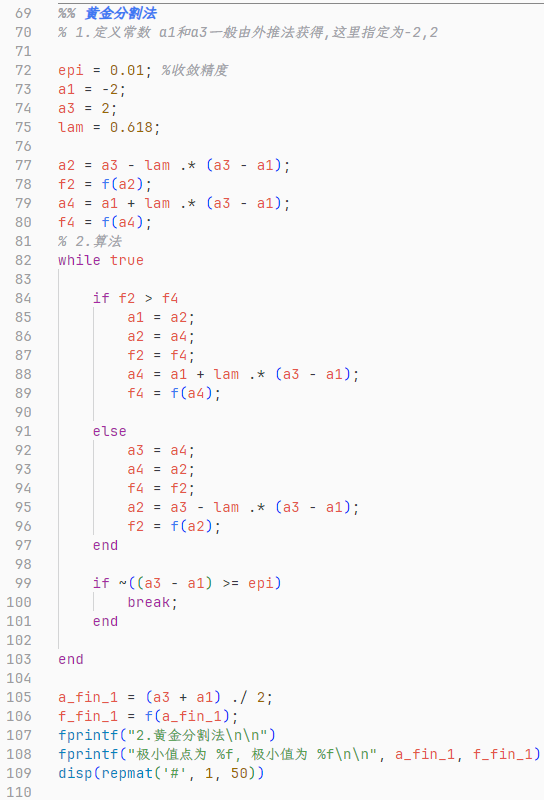 69 %% 黄金分割法
70 % 1.定义常数 a1和a3一般由外推法获得,这里指定为-2,2
71
72 epi = 0.01; %收敛精度
73 a1 = -2;
74 a3 = 2;
75 lam = 0.618;
76
77 a2 = a3 - lam .* (a3 - a1);
78 f2 = f(a2);
79 a4 = a1 + lam .* (a3 - a1);
80 f4 = f(a4);
81 % 2.算法
82 while true
83
84 if f2 > f4
85 a1 = a2;
86 a2 = a4;
87 f2 = f4;
88 a4 = a1 + lam .* (a3 - a1);
89 f4 = f(a4);
90
91 else
92 a3 = a4;
93 a4 = a2;
94 f4 = f2;
95 a2 = a3 - lam .* (a3 - a1);
96 f2 = f(a2);
97 end
98
99 if ~((a3 - a1) >= epi)
100 break;
101 end
102
103 end
104
105 a_fin_1 = (a3 + a1) ./ 2;
106 f_fin_1 = f(a_fin_1);
107 fprintf("2.黄金分割法\n\n")
108 fprintf("极小值点为 %f, 极小值为 %f\n\n", a_fin_1, f_fin_1)
109 disp(repmat('#', 1, 50))
110